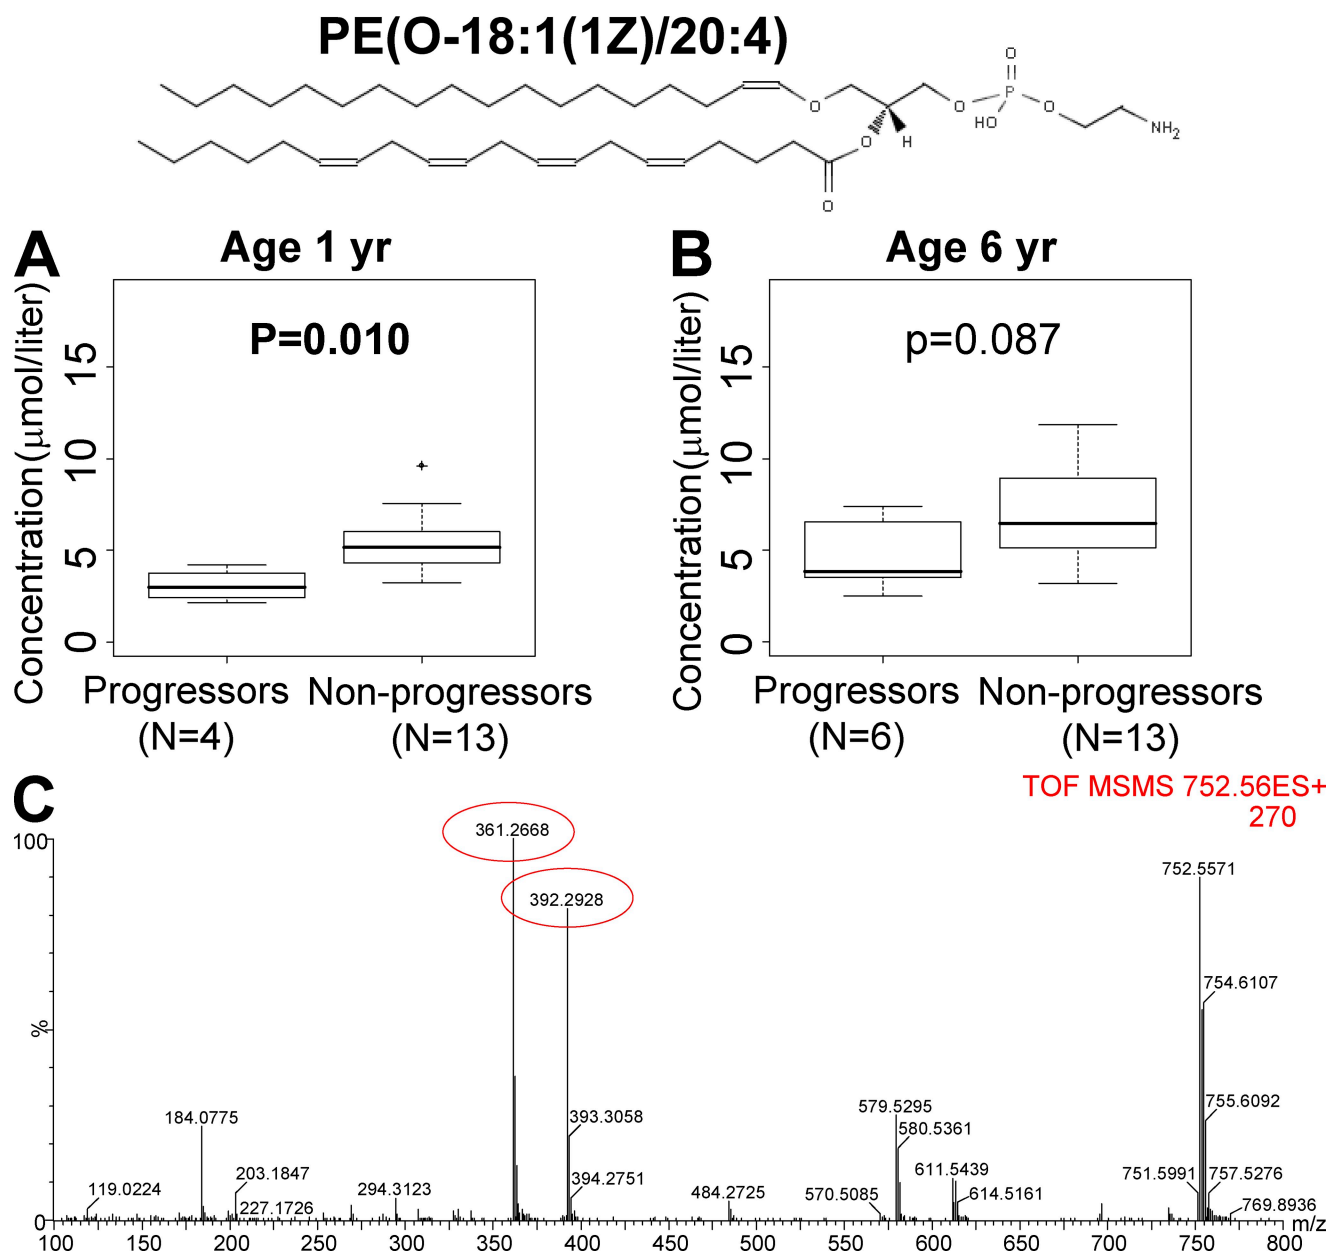 PE(O-18:1(1Z)/20:4)
O
O
O
P
O
HO
NH2
O
H
O
A
Age 1 yr
B
Age 6 yr
Concentration(μmol/liter)
15
10
5
0
P=0.010
Progressors
(N=4)
Non-progressors
(N=13)
Concentration(μmol/liter)
15
10
5
0
p=0.087
Progressors
(N=6)
Non-progressors
(N=13)
C
TOF MSMS 752.56ES+
270
100
%
0
361.2668
392.2928
752.5571
754.6107
184.0775
393.3058
579.5295
580.5361
755.6092
119.0224
203.1847
227.1726
294.3123
394.2751
484.2725
570.5085
611.5439
614.5161
751.5991
757.5276
769.8936
100 150 200 250 300 350 400 450 500 550 600 650 700 750 800 m/z